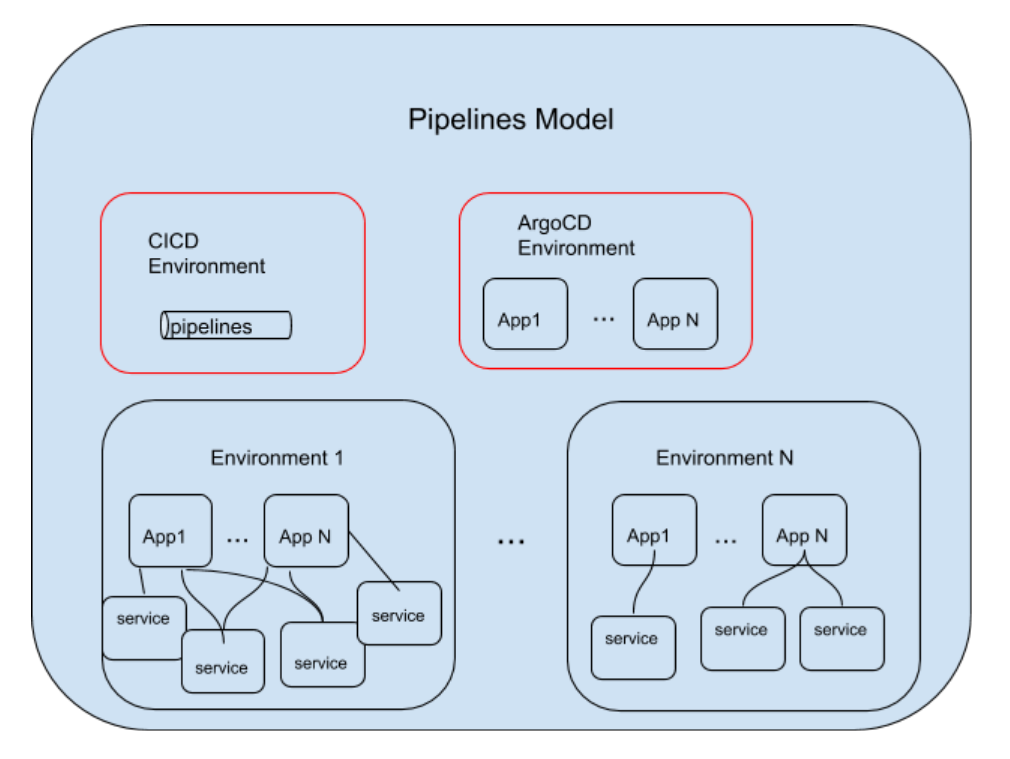 Pipelines Model
CICD
Environment
pipelines
ArgoCD
Environment
App1
...
App N
Environment 1
App1
...
App N
service
service
service
service
...
Environment N
App1
...
App N
service
service
service